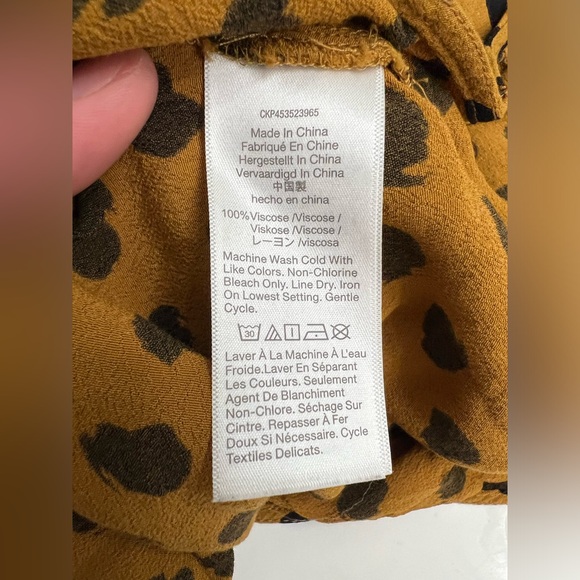 CKP453523965
Made In China
Fabriqué En Chine
Hergestellt In China
Vervaardigd In China
中国製
hecho en china
100%Viscose /Viscose /
Viskose /Viscose /
レーヨン /viscosa
Machine Wash Cold With
Like Colors. Non-Chlorine
Bleach Only. Line Dry. Iron
On Lowest Setting. Gentle
Cycle.
30
Laver À La Machine À L'eau
Froide.Laver En Séparant
Les Couleurs. Seulement
Agent De Blanchiment
Non-Chlore. Séchage Sur
Cintre. Repasser À Fer
Doux Si Nécessaire. Cycle
Textiles Delicats.